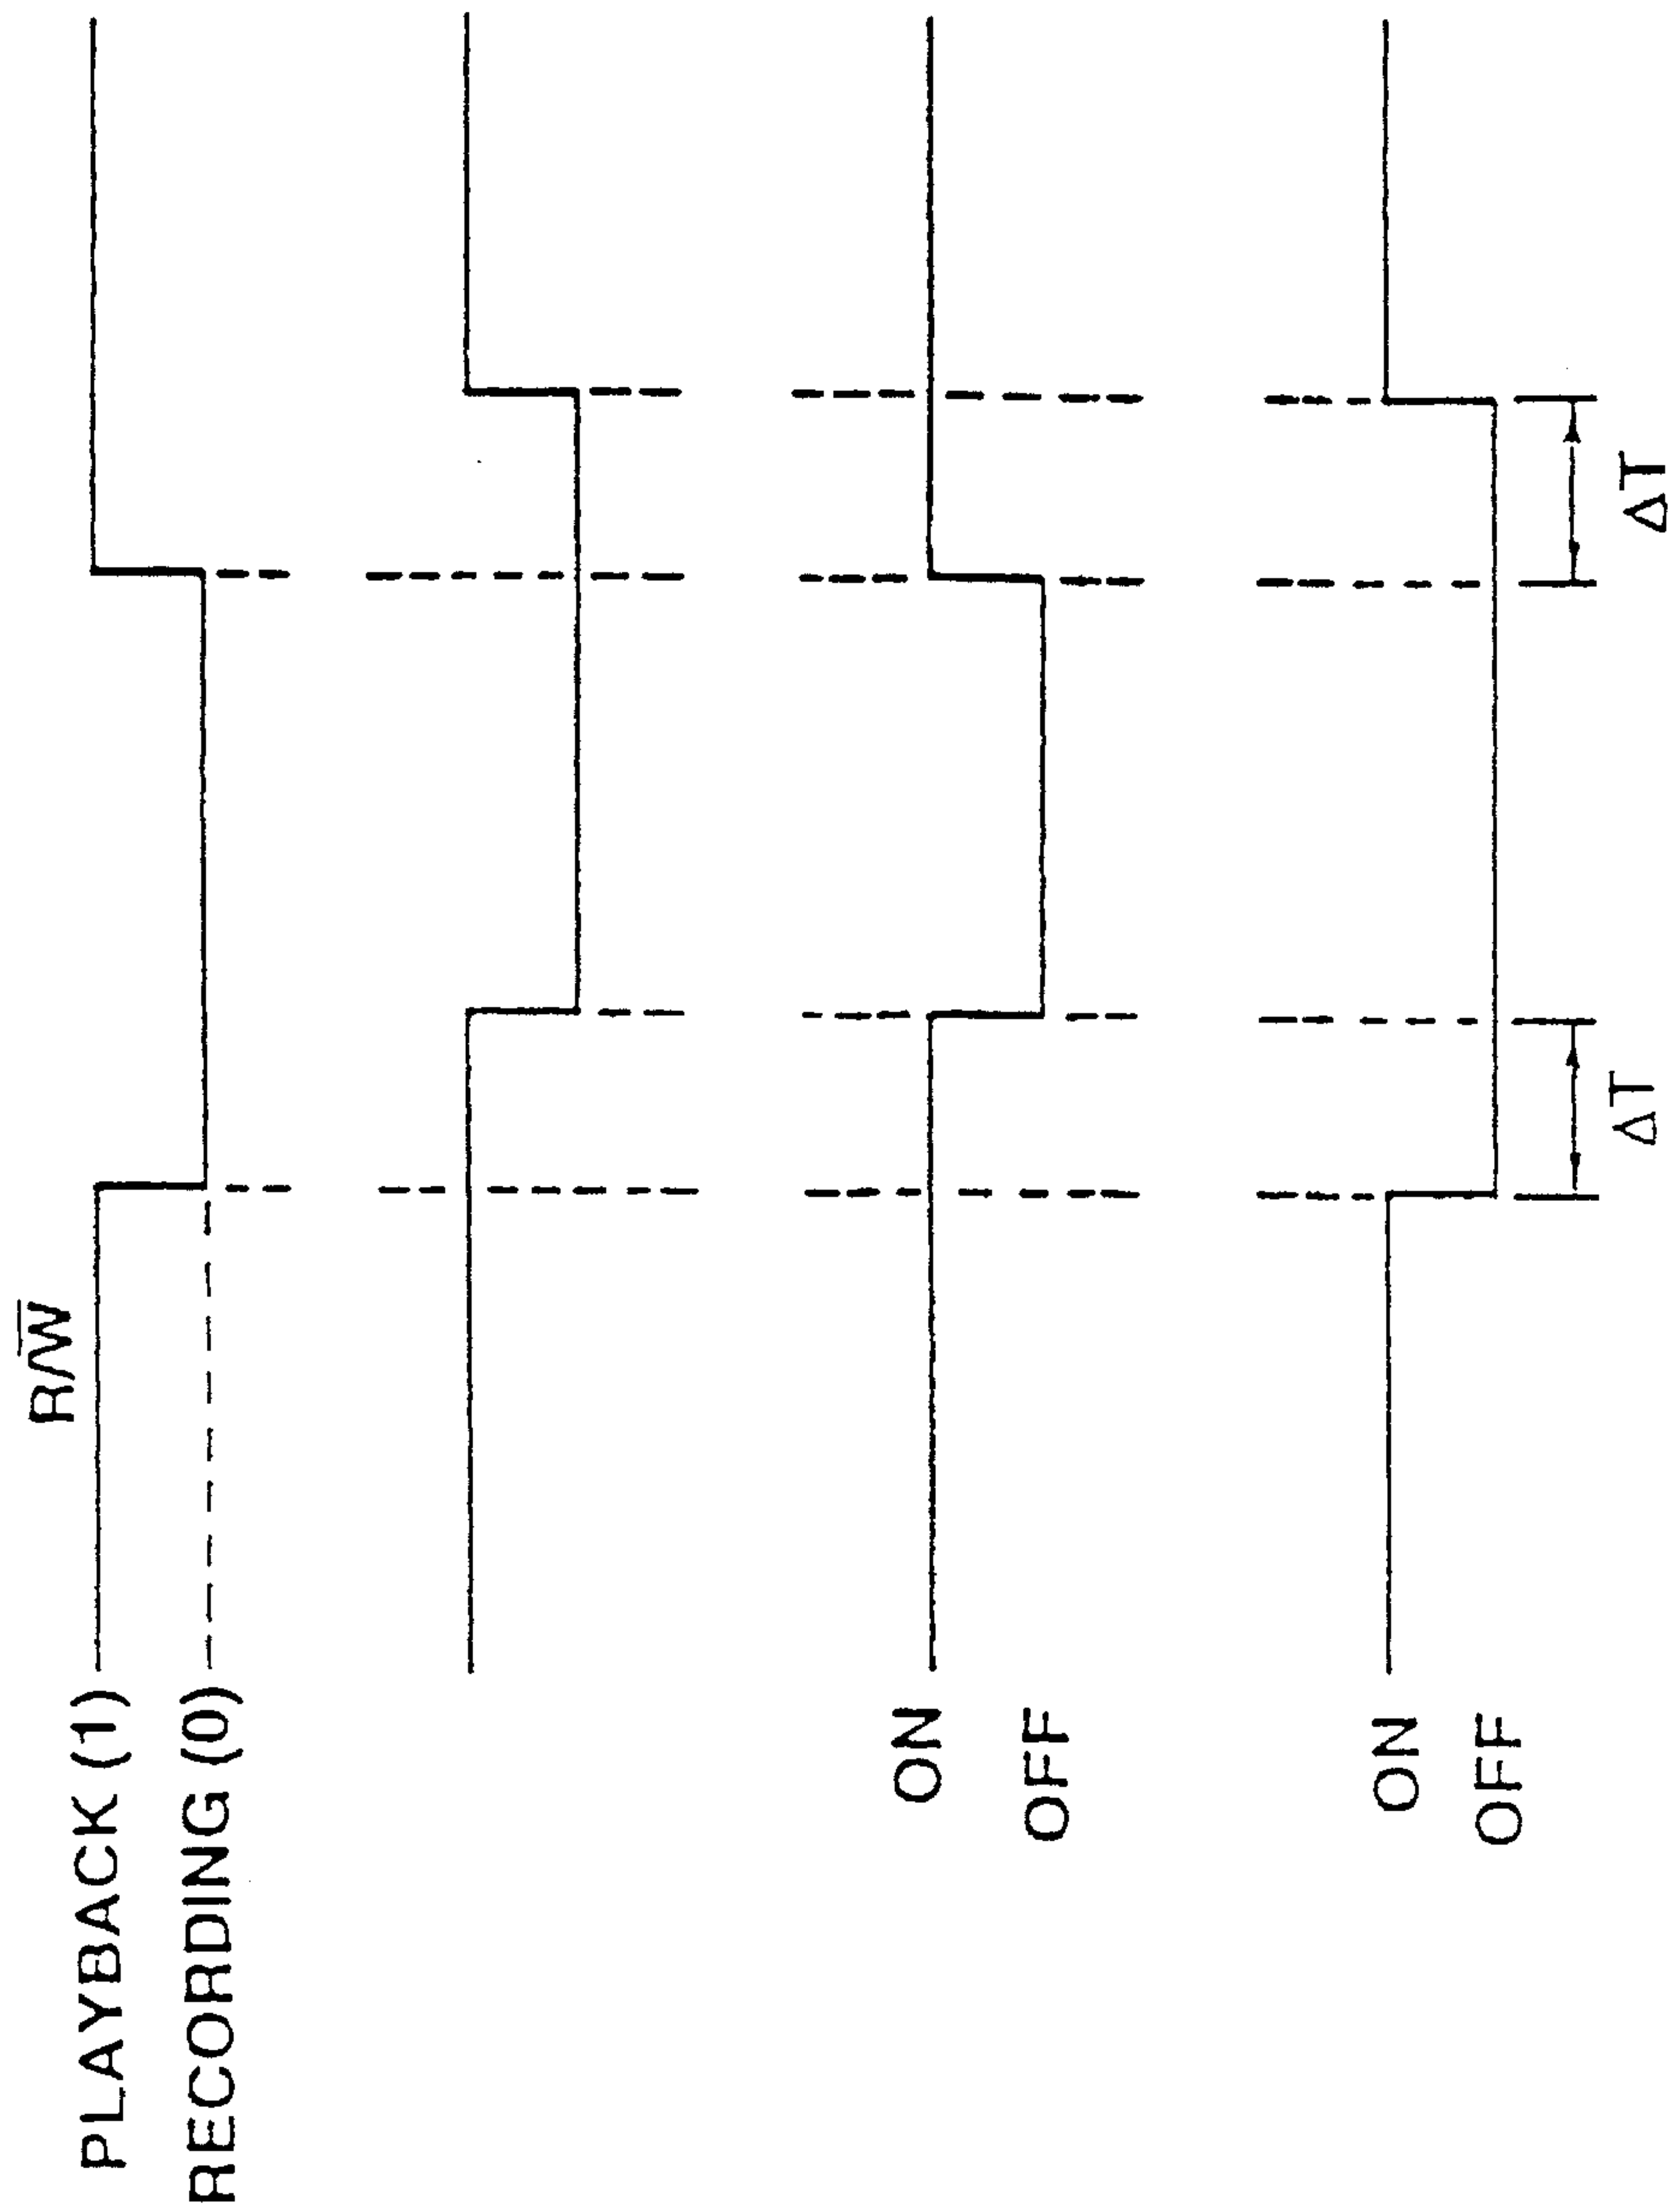 R/W̅
PLAYBACK (1)
RECORDING (0)
ON
OFF
ON
OFF
ΔT
ΔT